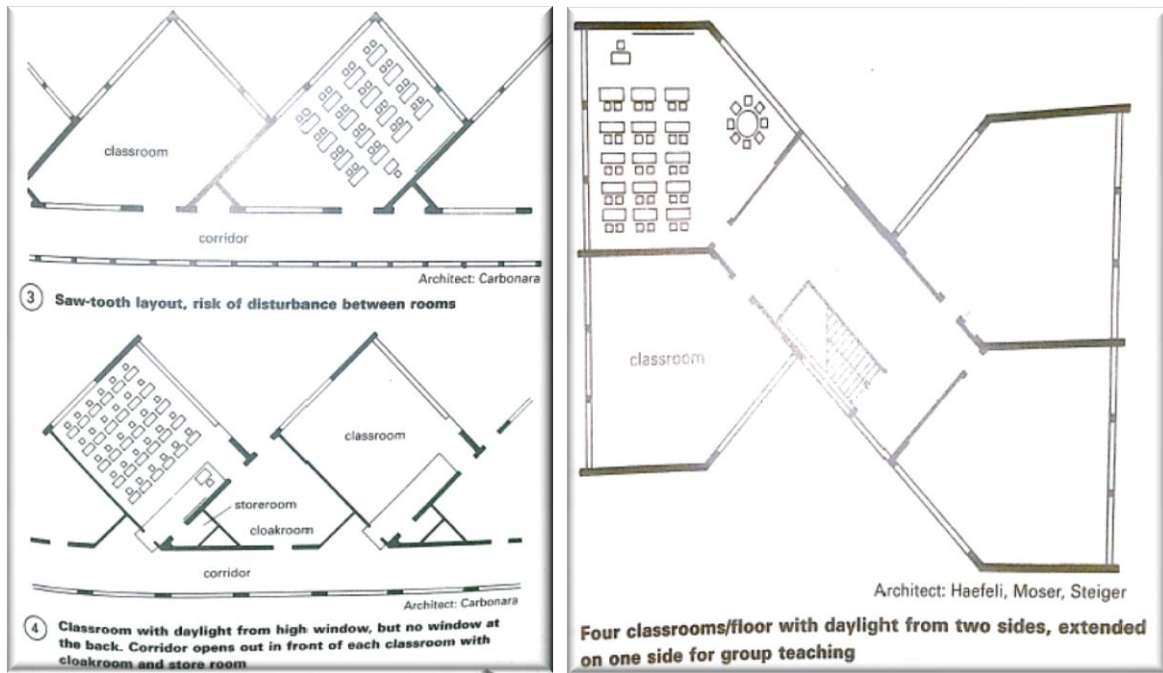 classroom
corridor
Architect: Carbonara
3 Saw-tooth layout, risk of disturbance between rooms
classroom
storeroom
cloakroom
corridor
Architect: Carbonara
4 Classroom with daylight from high window, but no window at
the back. Corridor opens out in front of each classroom with
cloakroom and store room
classroom
Architect: Haefeli, Moser, Steiger
Four classrooms/floor with daylight from two sides, extended
on one side for group teaching